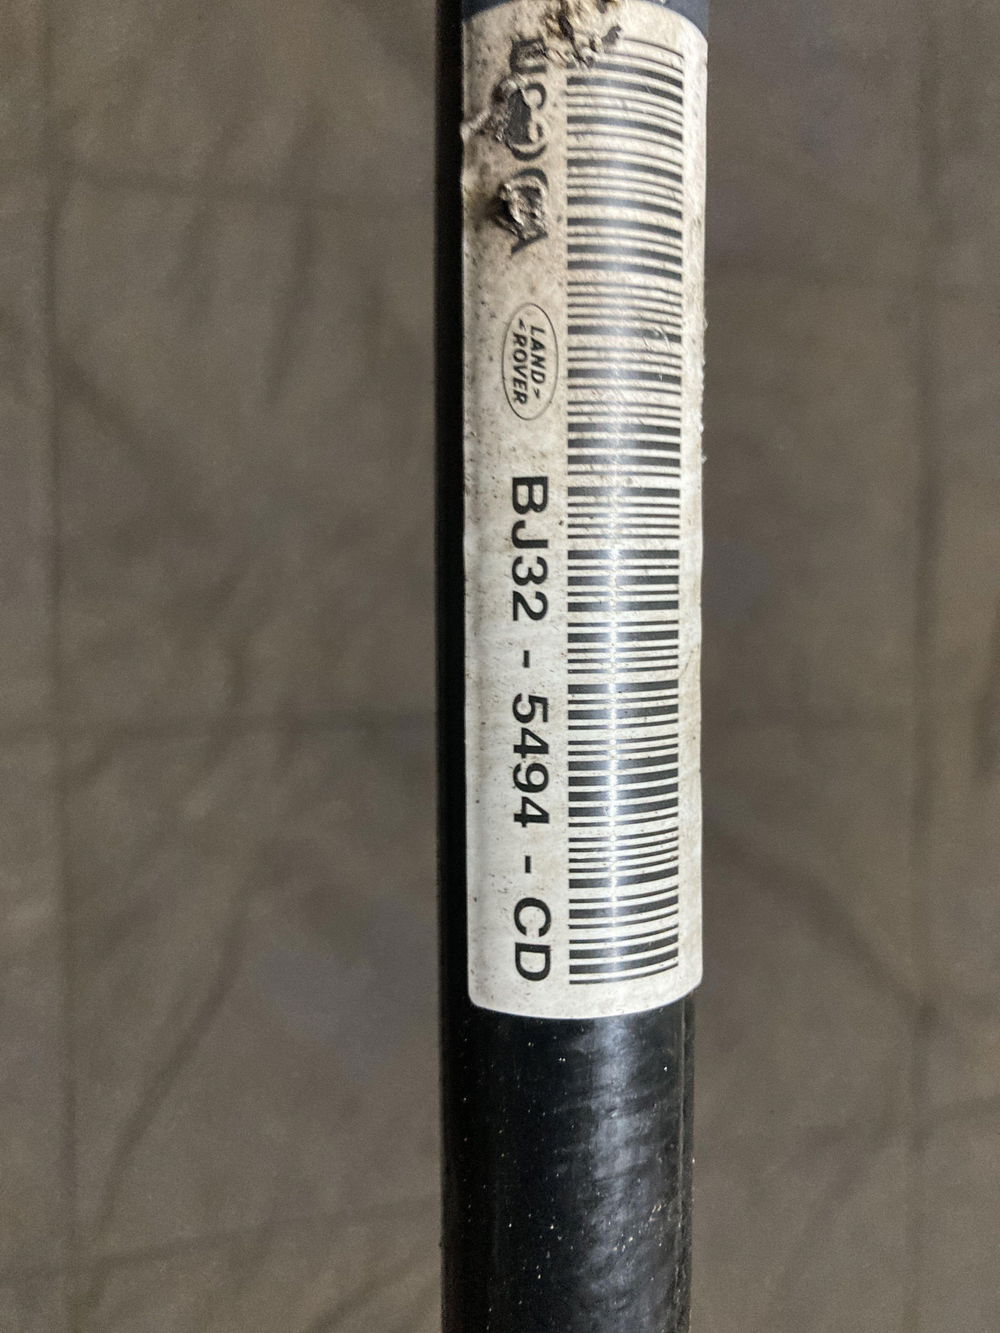 LAND
ROVER
BJ32 - 5494 - CD